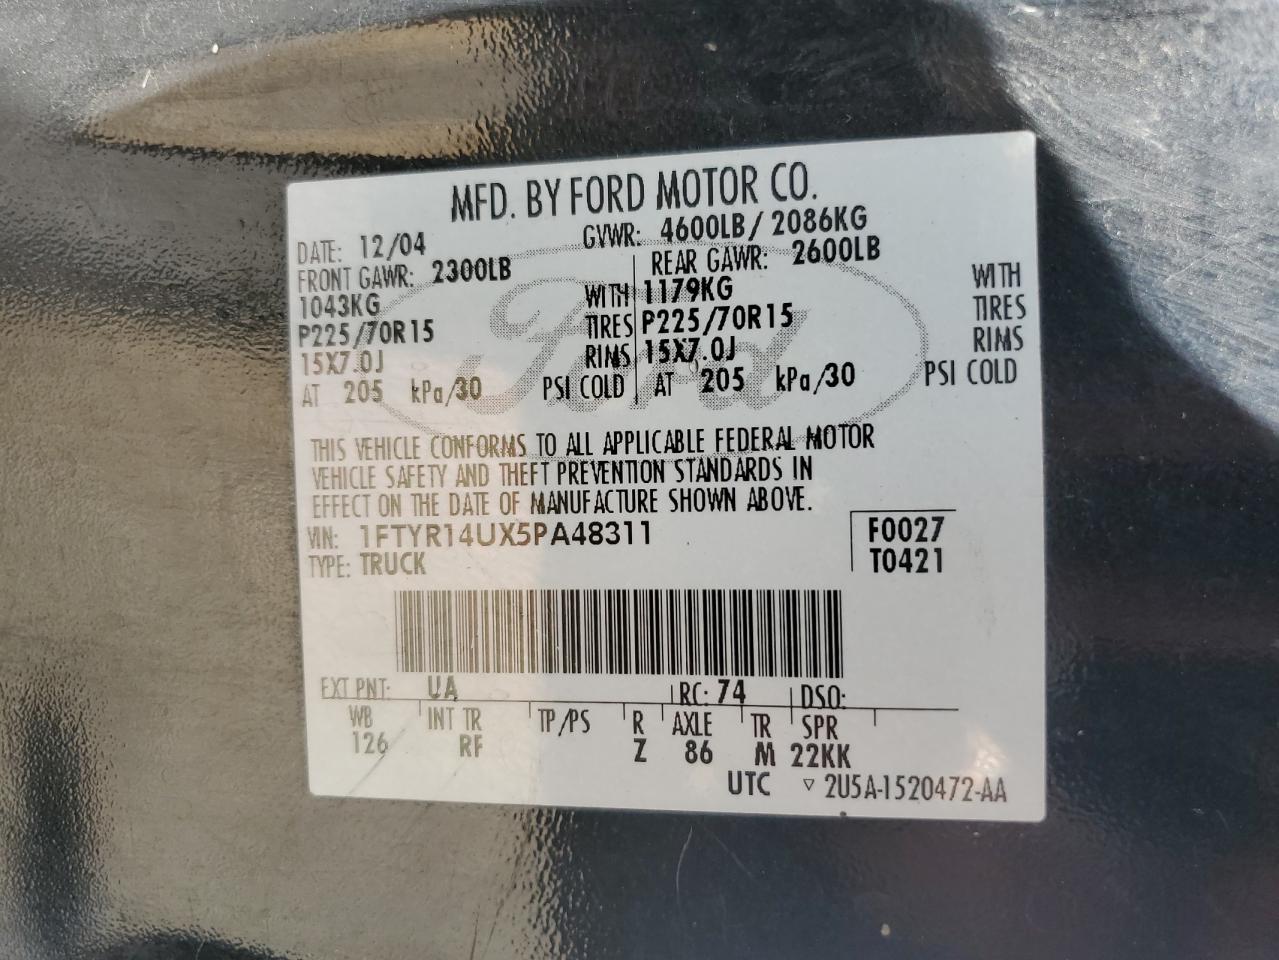 MFD. BY FORD MOTOR CO.
DATE: 12/04 GVWR: 4600LB/ 2086KG
FRONT GAWR: 2300LB REAR GAWR: 2600LB
1043KG WITH 1179KG WITH
P225/70R15 TIRES P225/70R15 TIRES
15X7.0J RIMS 15X7.0J RIMS
AT 205 kPa/30 PSI COLD AT 205 kPa/30 PSI COLD
Ford
THIS VEHICLE CONFORMS TO ALL APPLICABLE FEDERAL MOTOR
VEHICLE SAFETY AND THEFT PREVENTION STANDARDS IN
EFFECT ON THE DATE OF MANUFACTURE SHOWN ABOVE.
VIN: 1FTYR14UX5PA48311 F0027
TYPE: TRUCK T0421
EXT PNT: UA RC: 74 DSO:
WB INT TR TP/PS R AXLE TR SPR
126 RF Z 86 M 22KK
UTC ▽ 2U5A-1520472-AA